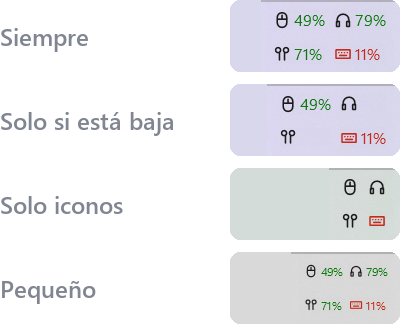 Siempre
49% 79%
71% 11%
Solo si está baja
49%
11%
Solo iconos
Pequeño
49% 79%
71% 11%